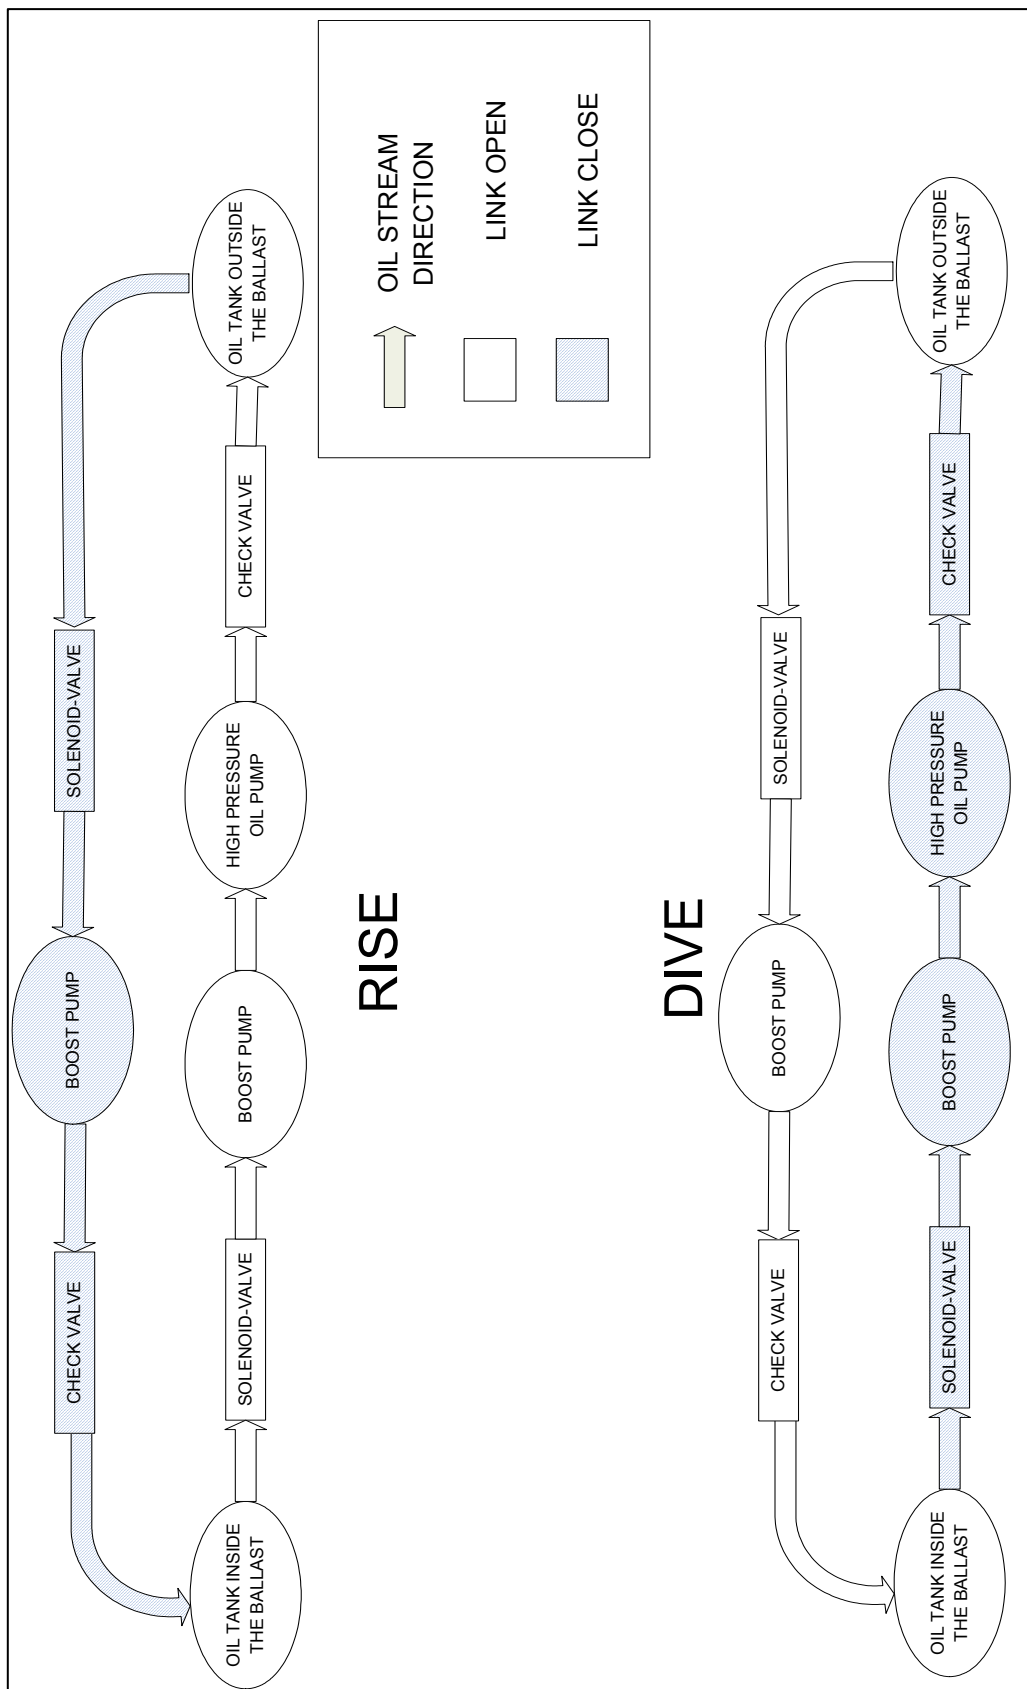 BOOST PUMP
SOLENOID-VALVE
CHECK VALVE
OIL TANK INSIDE
THE BALLAST
SOLENOID-VALVE
BOOST PUMP
HIGH PRESSURE
OIL PUMP
CHECK VALVE
OIL TANK OUTSIDE
THE BALLAST
RISE
OIL STREAM
DIRECTION
LINK OPEN
LINK CLOSE
DIVE
CHECK VALVE
BOOST PUMP
SOLENOID-VALVE
OIL TANK INSIDE
THE BALLAST
SOLENOID-VALVE
BOOST PUMP
HIGH PRESSURE
OIL PUMP
CHECK VALVE
OIL TANK OUTSIDE
THE BALLAST